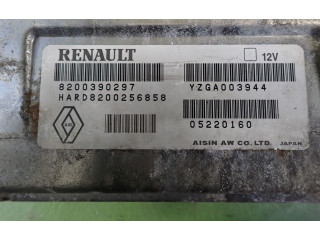 RENAULT
12V
8200390297
YZGA003944
HARD8200256858
05220160
AISIN AW CO., LTD. JAPAN